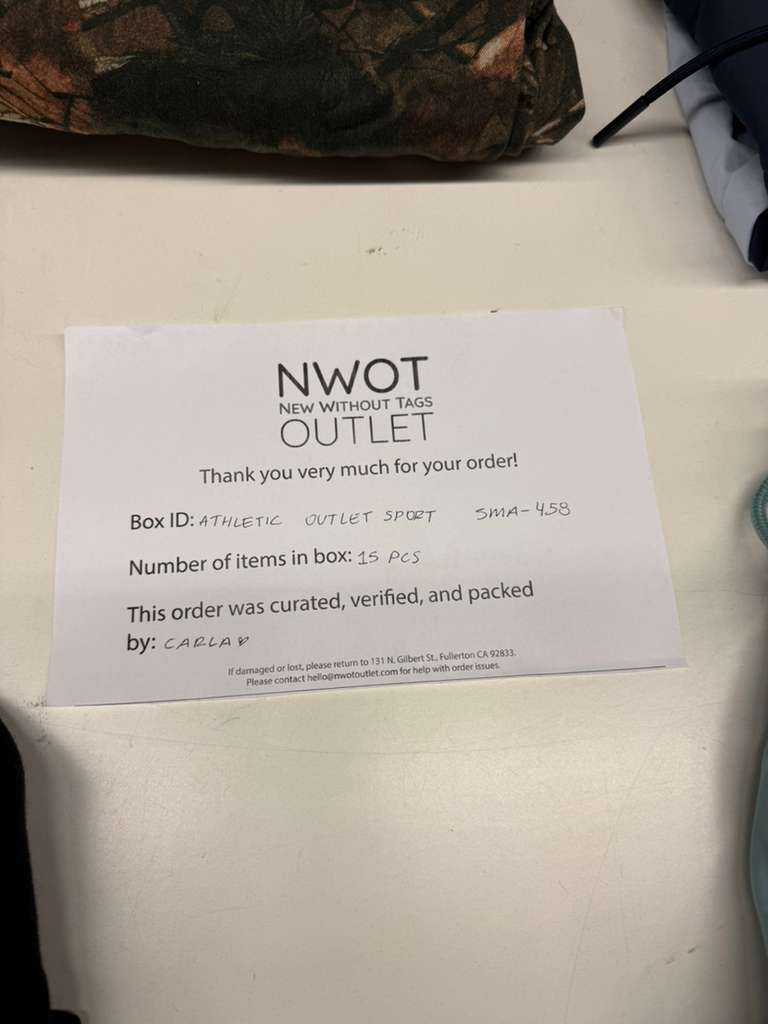 NWOT
NEW WITHOUT TAGS
OUTLET
Thank you very much for your order!
Box ID: ATHLETIC OUTLET SPORT SMA-458
Number of items in box: 15 PCS
This order was curated, verified, and packed
by: CARLA
If damaged or lost, please return to 131 N. Gilbert St., Fullerton CA 92833.
Please contact hello@nwotoutlet.com for help with order issues.